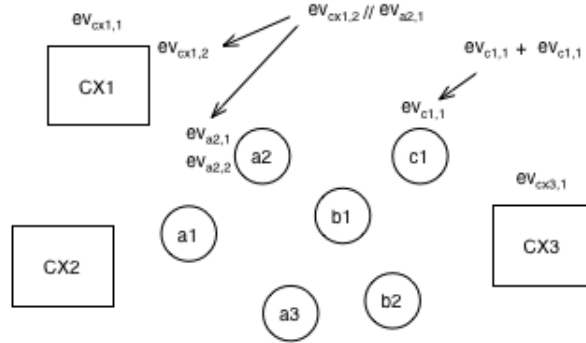 ev_cx1,1
ev_cx1,2 // ev_a2,1
ev_cx1,2
ev_c1,1 + ev_c1,1
CX1
ev_c1,1
ev_a2,1
ev_a2,2
a2
c1
ev_cx3,1
b1
a1
CX2
CX3
b2
a3